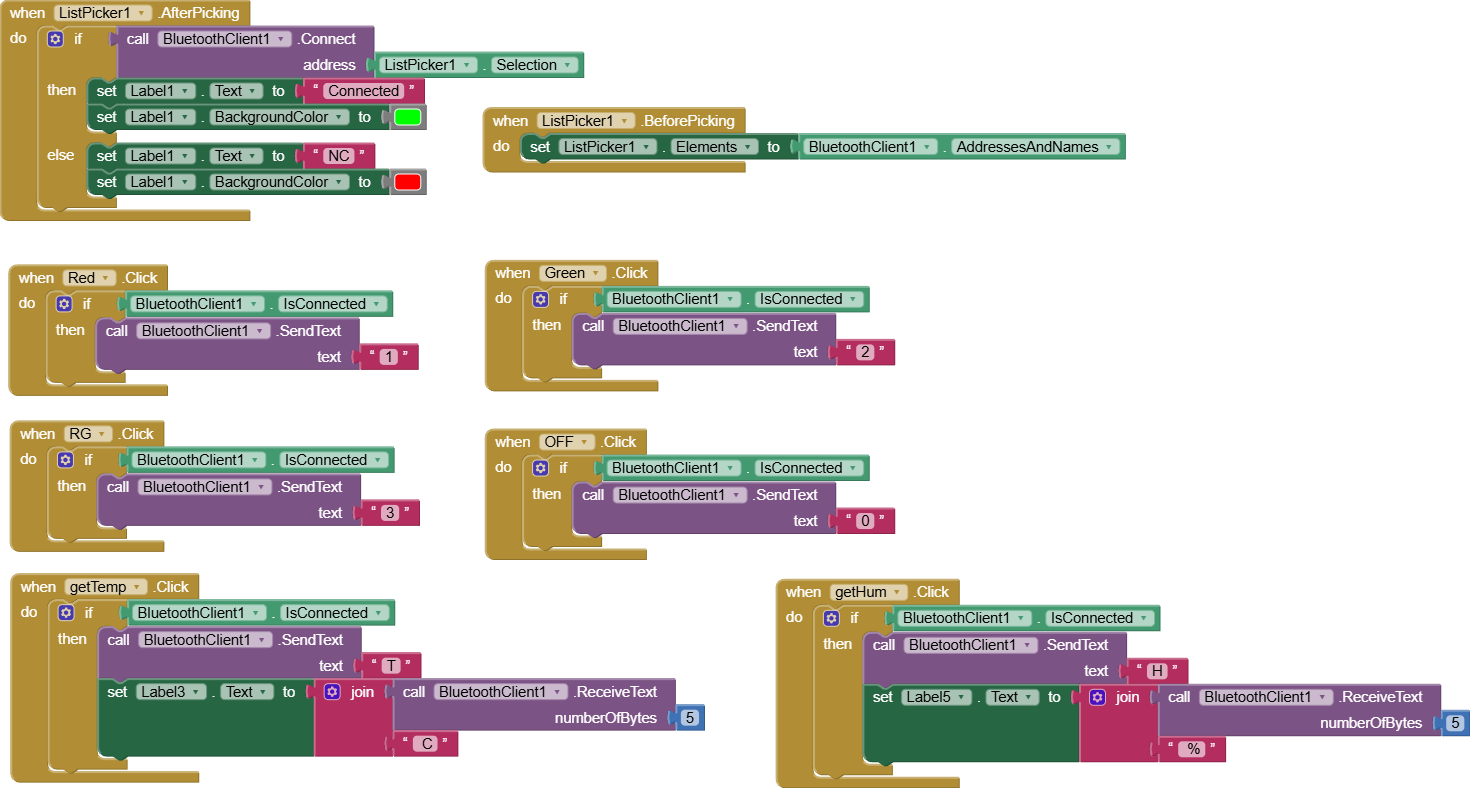 when ListPicker1 .AfterPicking
do if call BluetoothClient1 .Connect
address ListPicker1 . Selection
then set Label1 . Text to “ Connected ”
set Label1 . BackgroundColor to
else set Label1 . Text to “ NC ”
set Label1 . BackgroundColor to
when ListPicker1 .BeforePicking
do set ListPicker1 . Elements to BluetoothClient1 . AddressesAndNames
when Red .Click
do if BluetoothClient1 . IsConnected
then call BluetoothClient1 .SendText
text “ 1 ”
when Green .Click
do if BluetoothClient1 . IsConnected
then call BluetoothClient1 .SendText
text “ 2 ”
when RG .Click
do if BluetoothClient1 . IsConnected
then call BluetoothClient1 .SendText
text “ 3 ”
when OFF .Click
do if BluetoothClient1 . IsConnected
then call BluetoothClient1 .SendText
text “ 0 ”
when getTemp .Click
do if BluetoothClient1 . IsConnected
then call BluetoothClient1 .SendText
text “ T ”
set Label3 . Text to join call BluetoothClient1 .ReceiveText
numberOfBytes 5
“ C ”
when getHum .Click
do if BluetoothClient1 . IsConnected
then call BluetoothClient1 .SendText
text “ H ”
set Label5 . Text to join call BluetoothClient1 .ReceiveText
numberOfBytes 5
“ % ”